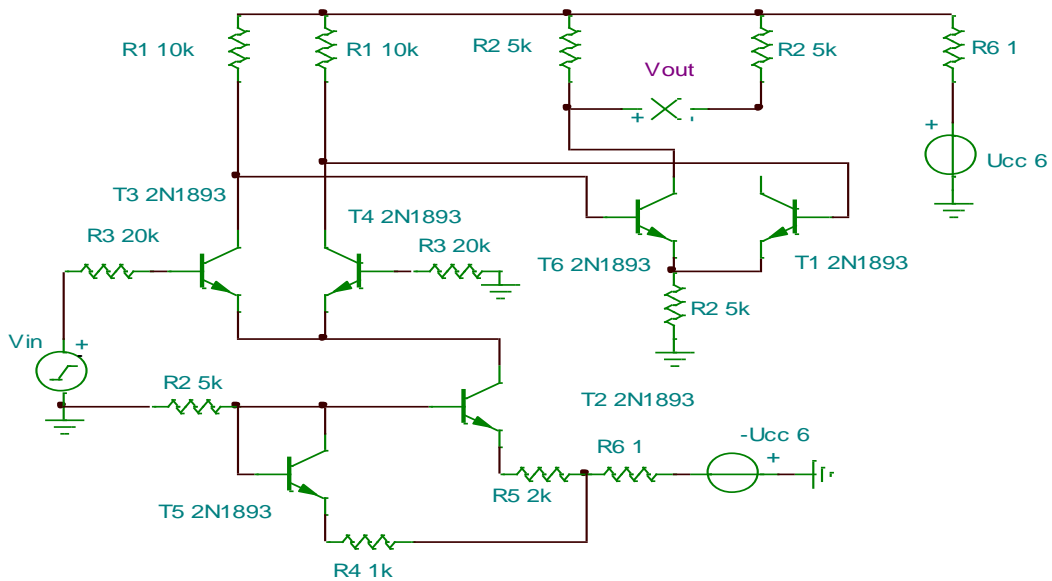 R1 10k
R1 10k
R2 5k
R2 5k
R6 1
Vout
+
-
+
Ucc 6
T3 2N1893
T4 2N1893
R3 20k
R3 20k
T6 2N1893
T1 2N1893
R2 5k
Vin
+
R2 5k
T2 2N1893
R6 1
-Ucc 6
+
R5 2k
T5 2N1893
R4 1k